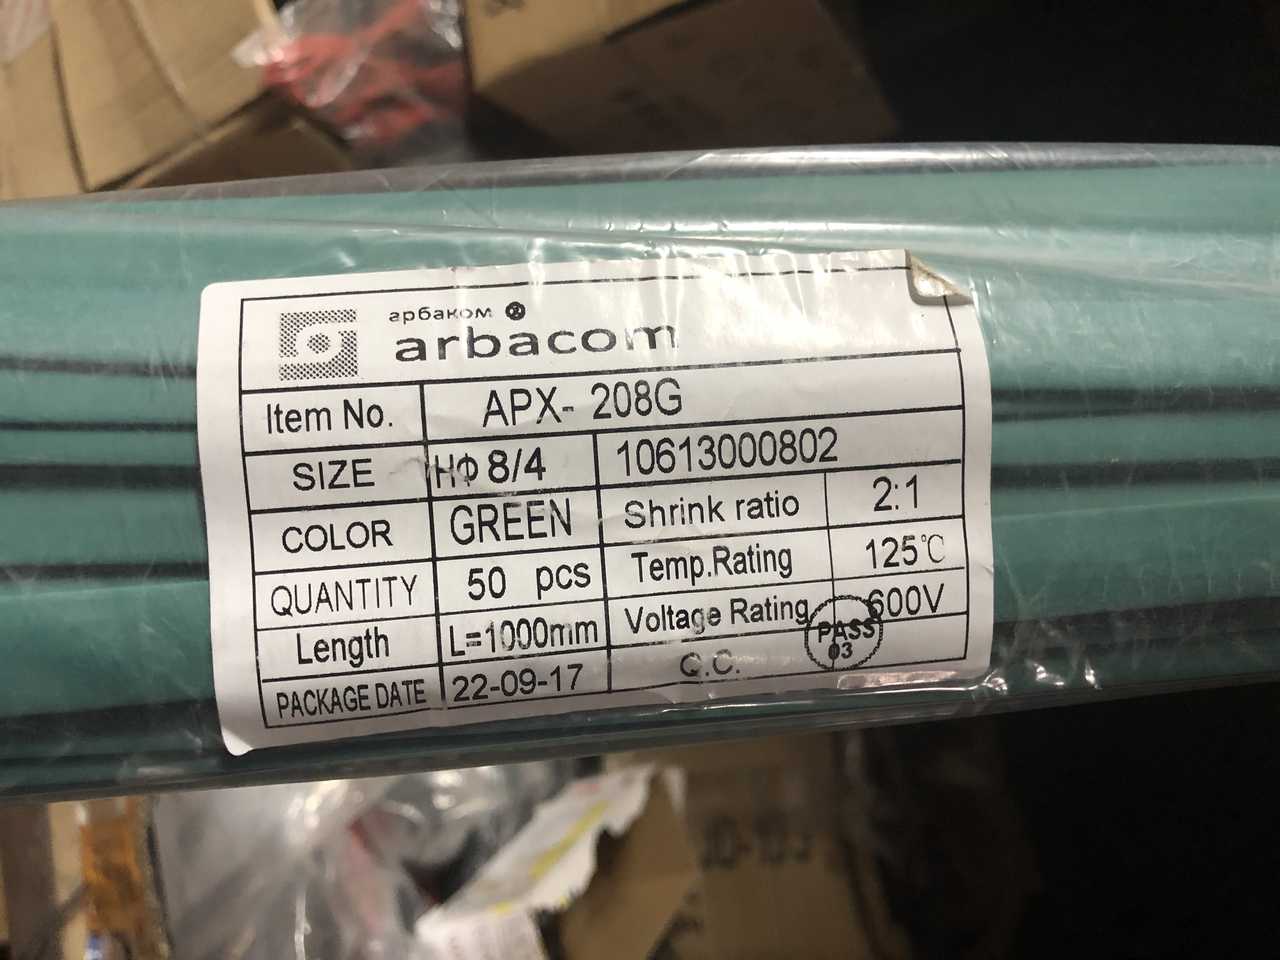 арбаком ®
arbacom
Item No. APX- 208G
SIZE HΦ 8/4 10613000802
COLOR GREEN Shrink ratio 2:1
QUANTITY 50 pcs Temp.Rating 125℃
Length L=1000mm Voltage Rating 600V
PACKAGE DATE 22-09-17 Q.C. PASS
03